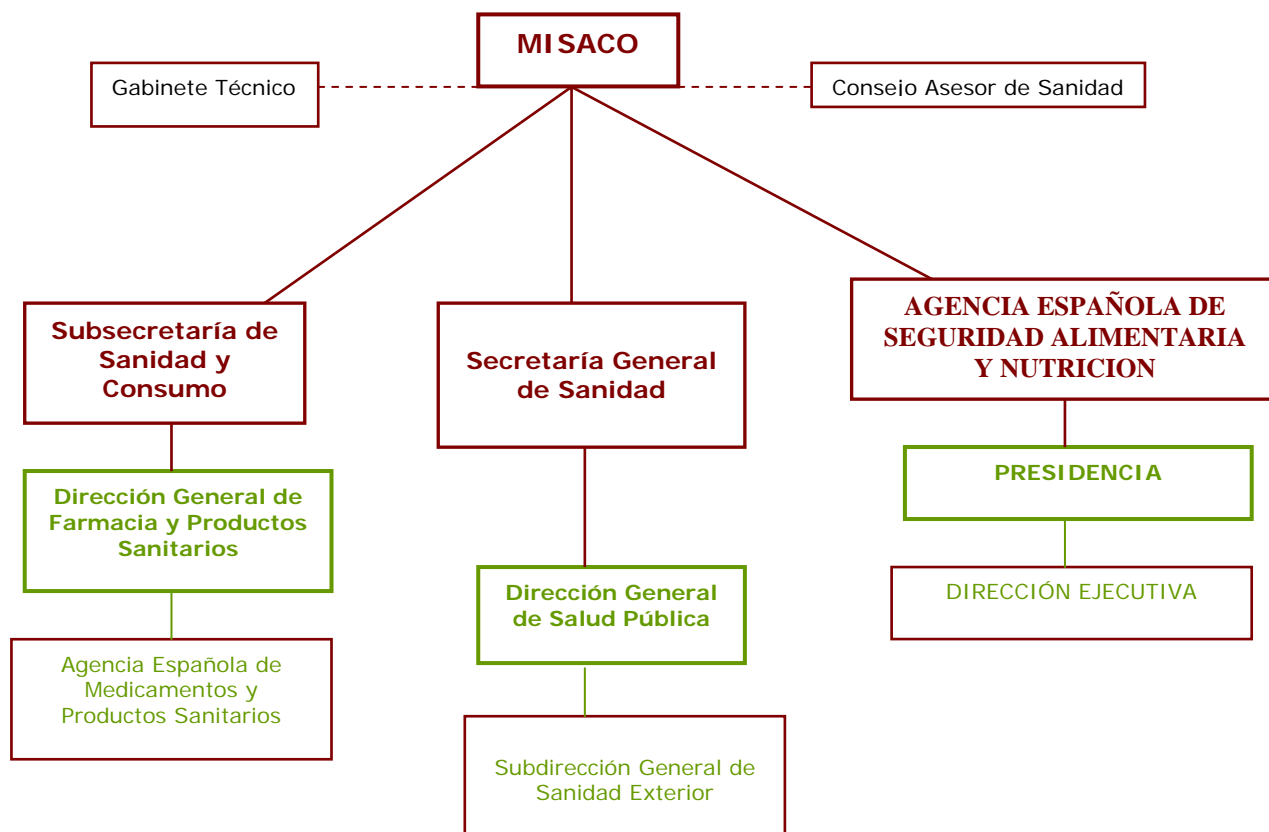 MISACO
Gabinete Técnico
Consejo Asesor de Sanidad
Subsecretaría de
Sanidad y
Consumo
Secretaría General
de Sanidad
AGENCIA ESPAÑOLA DE
SEGURIDAD ALIMENTARIA
Y NUTRICION
Dirección General de
Farmacia y Productos
Sanitarios
Dirección General
de Salud Pública
PRESIDENCIA
DIRECCIÓN EJECUTIVA
Agencia Española de
Medicamentos y
Productos Sanitarios
Subdirección General de
Sanidad Exterior